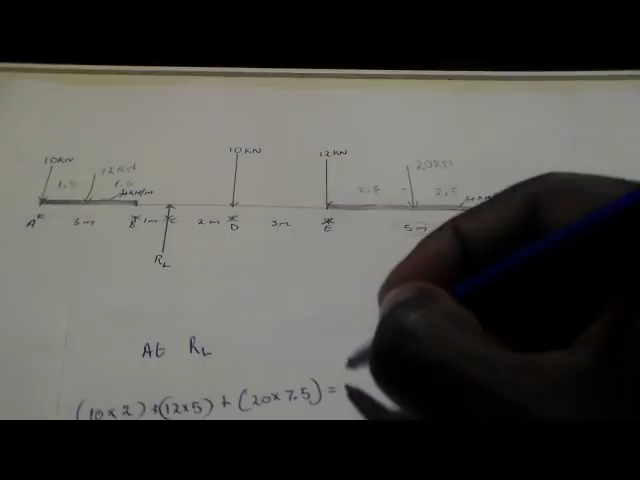 10KN 12KN 10KN 12KN 20KN
1.5 1.5 2.5 2.5
4KN/m
A 3m B 1m C 2m D 3m E 5m
RL
At RL
(10×2) + (12×5) + (20×7.5) =